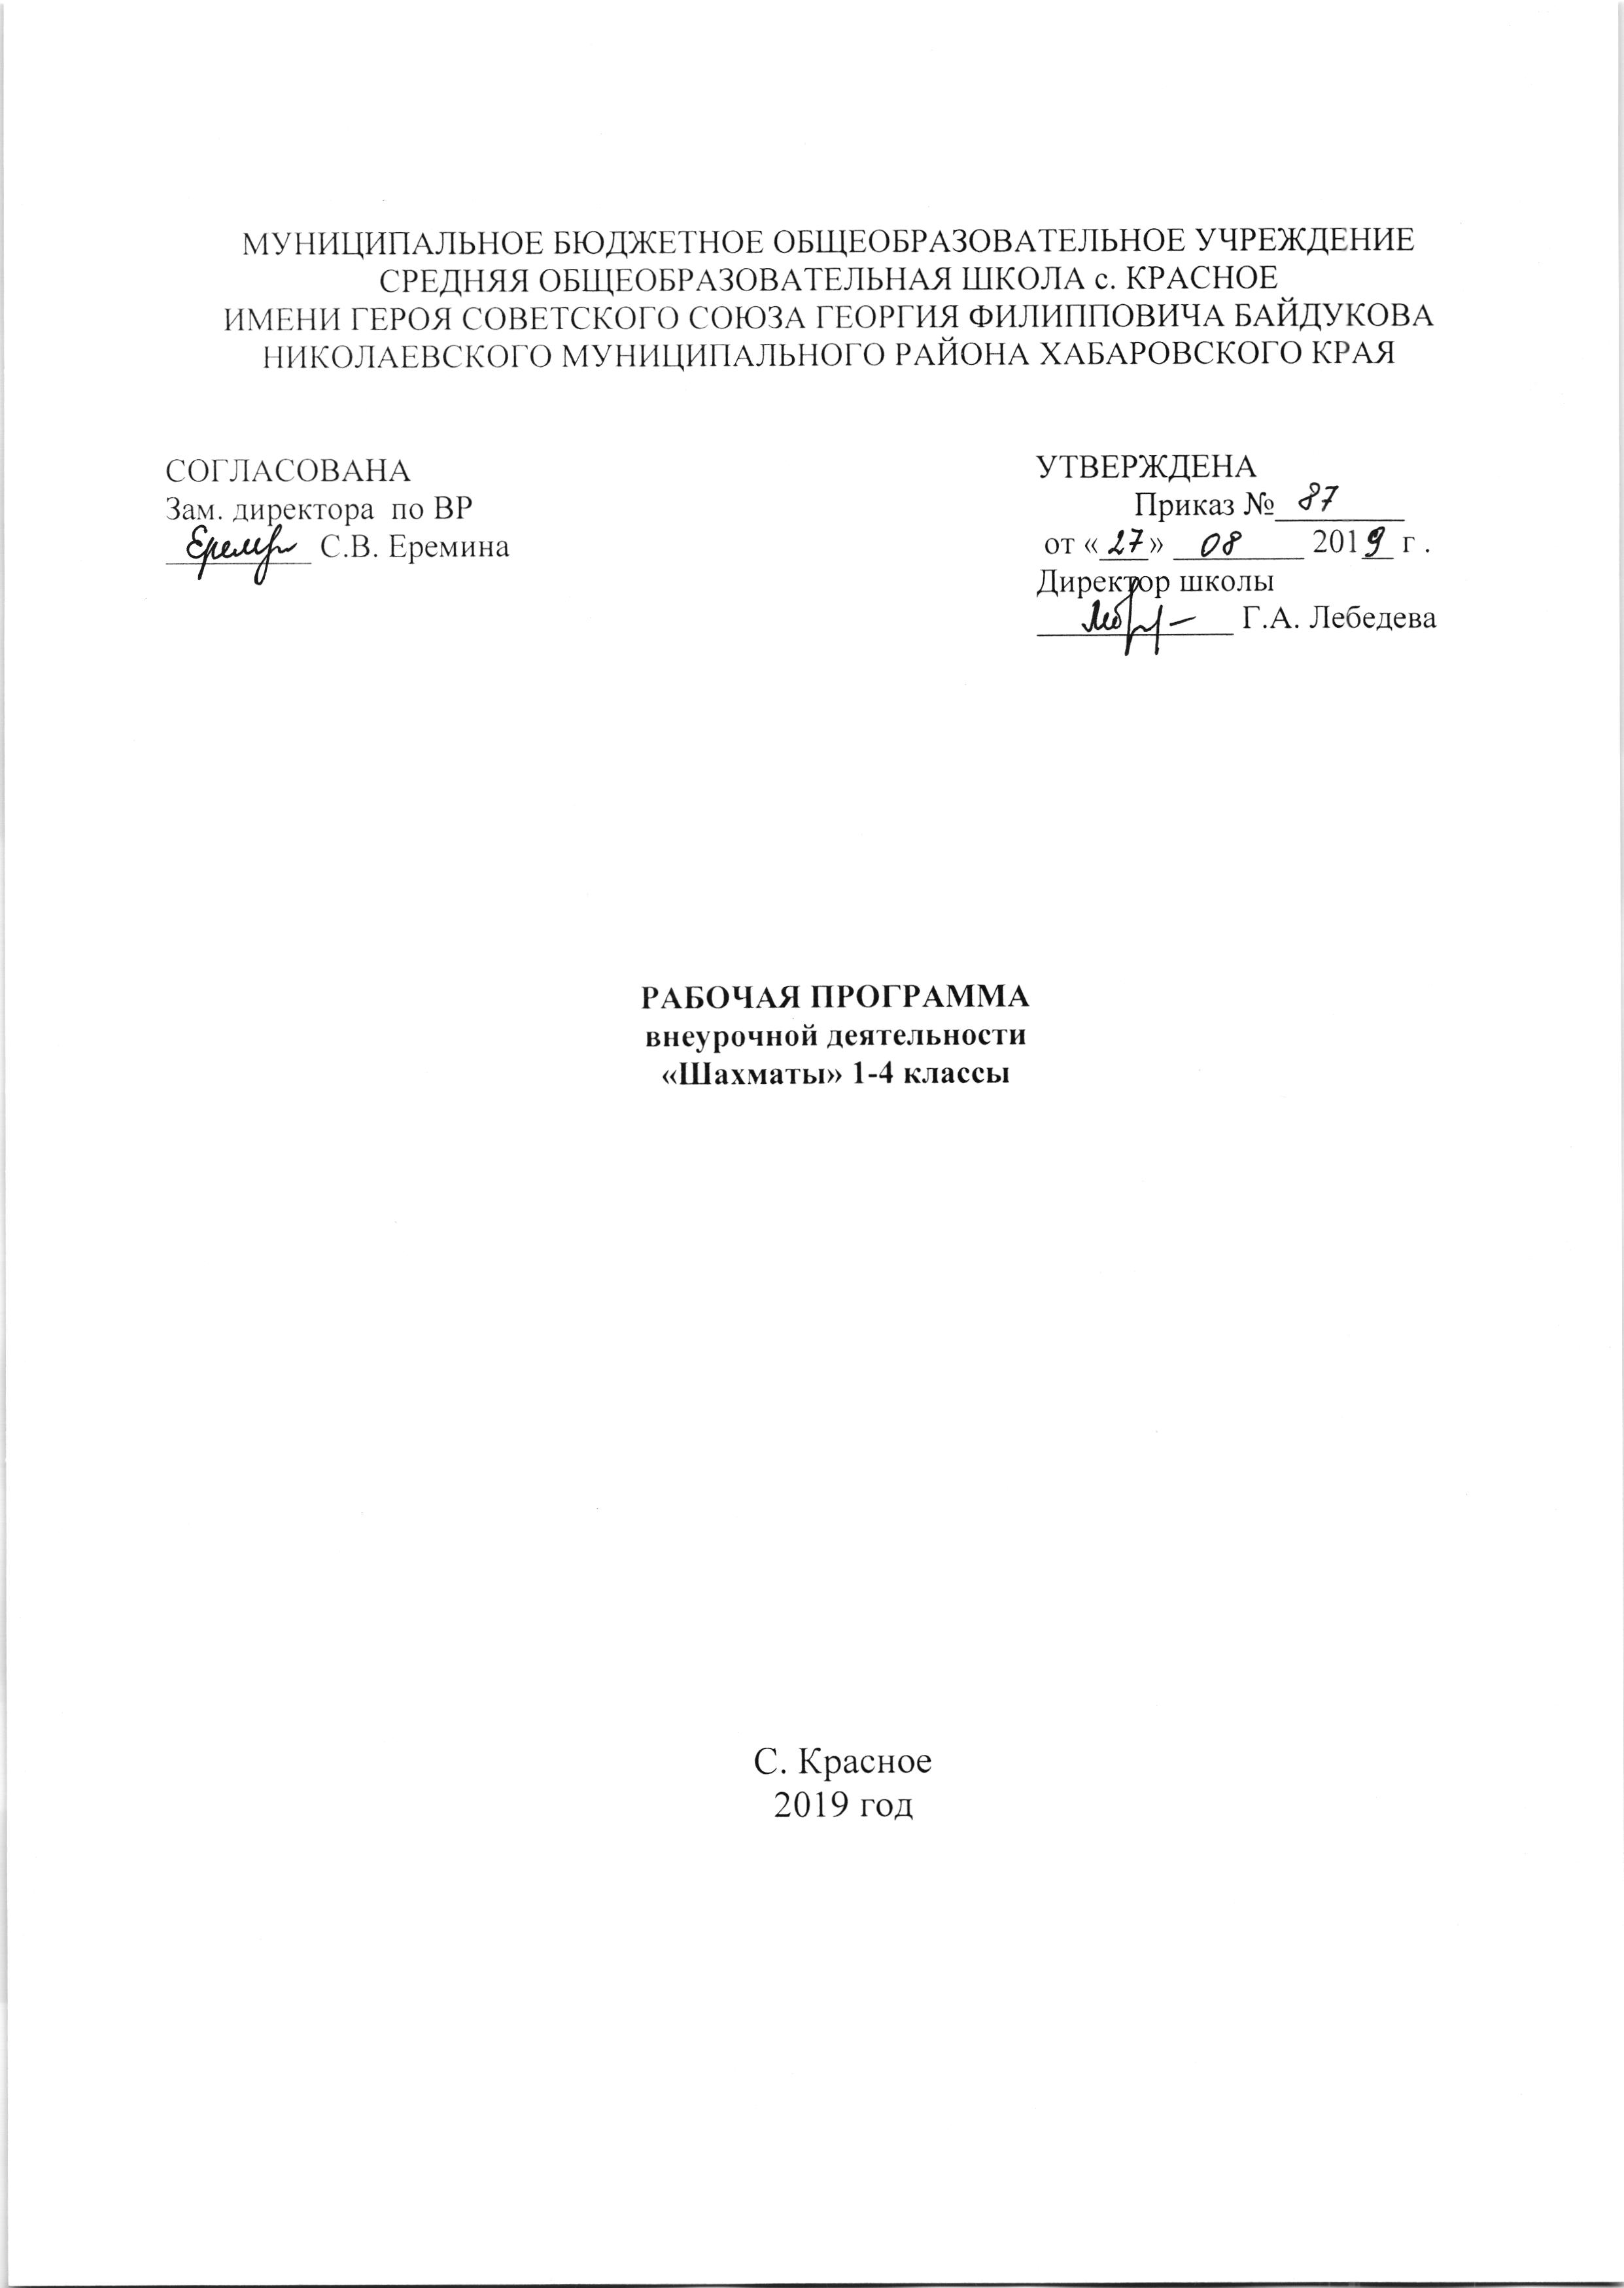 МУНИЦИПАЛЬНОЕ БЮДЖЕТНОЕ ОБЩЕОБРАЗОВАТЕЛЬНОЕ УЧРЕЖДЕНИЕ
СРЕДНЯЯ ОБЩЕОБРАЗОВАТЕЛЬНАЯ ШКОЛА с. КРАСНОЕ
ИМЕНИ ГЕРОЯ СОВЕТСКОГО СОЮЗА ГЕОРГИЯ ФИЛИППОВИЧА БАЙДУКОВА
НИКОЛАЕВСКОГО МУНИЦИПАЛЬНОГО РАЙОНА ХАБАРОВСКОГО КРАЯ
СОГЛАСОВАНА
Зам. директора по ВР
С.В. Еремина
УТВЕРЖДЕНА
Приказ № 87
от «27» 08 2019 г .
Директор школы
Г.А. Лебедева
РАБОЧАЯ ПРОГРАММА
внеурочной деятельности
«Шахматы» 1-4 классы
С. Красное
2019 год